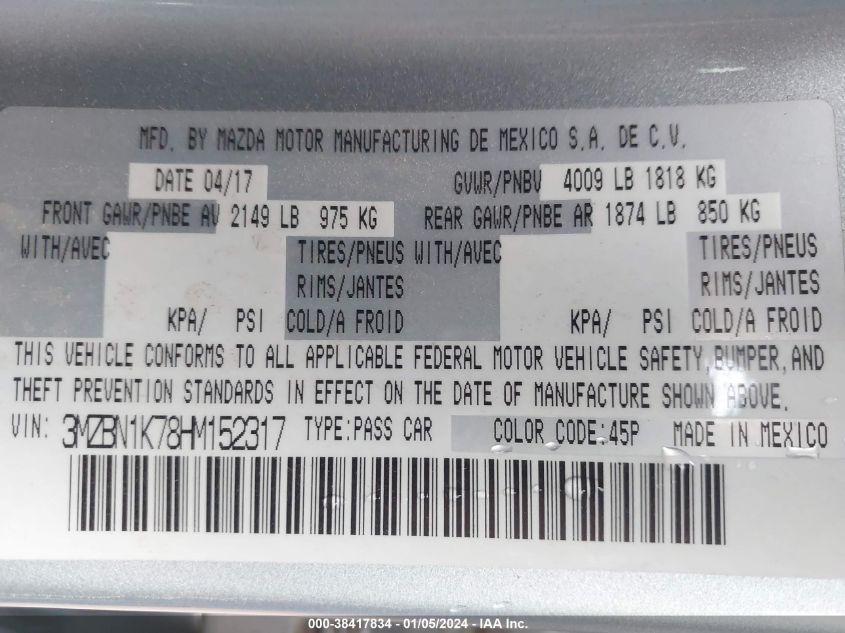 MFD. BY MAZDA MOTOR MANUFACTURING DE MEXICO S.A. DE C.V.
DATE 04/17 GVWR/PNBV 4009 LB 1818 KG
FRONT GAWR/PNBE AV 2149 LB 975 KG REAR GAWR/PNBE AR 1874 LB 850 KG
WITH/AVEC TIRES/PNEUS WITH/AVEC TIRES/PNEUS
RIMS/JANTES RIMS/JANTES
KPA/ PSI COLD/A FROID KPA/ PSI COLD/A FROID
THIS VEHICLE CONFORMS TO ALL APPLICABLE FEDERAL MOTOR VEHICLE SAFETY,BUMPER,AND
THEFT PREVENTION STANDARDS IN EFFECT ON THE DATE OF MANUFACTURE SHOWN ABOVE.
VIN: 3MZBN1K78HM152317 TYPE:PASS CAR COLOR CODE:45P MADE IN MEXICO
000-38417834 - 01/05/2024 - IAA Inc.